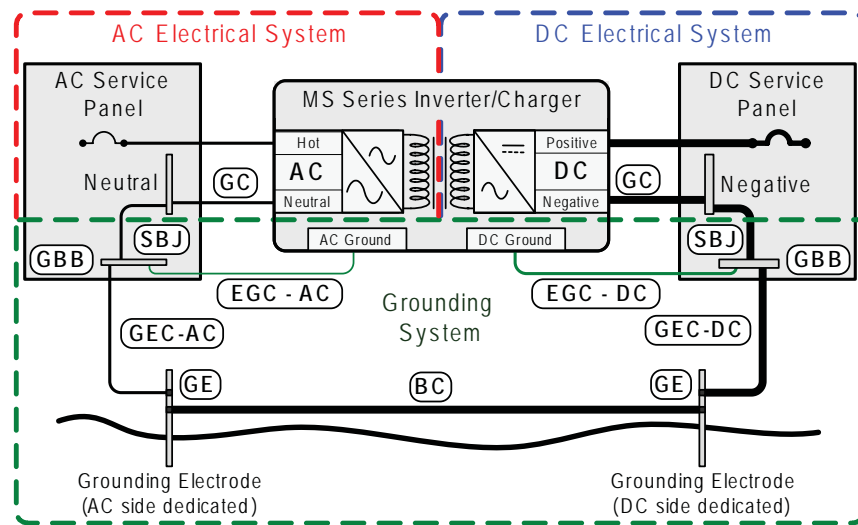 AC Electrical System
DC Electrical System
AC Service
Panel
MS Series Inverter/Charger
DC Service
Panel
Hot
AC
Neutral
Positive
DC
Negative
Neutral
GC
GC
Negative
SBJ
SBJ
GBB
GBB
AC Ground
DC Ground
EGC - AC
EGC - DC
Grounding
System
GEC-AC
GEC-DC
GE
BC
GE
Grounding Electrode
(AC side dedicated)
Grounding Electrode
(DC side dedicated)